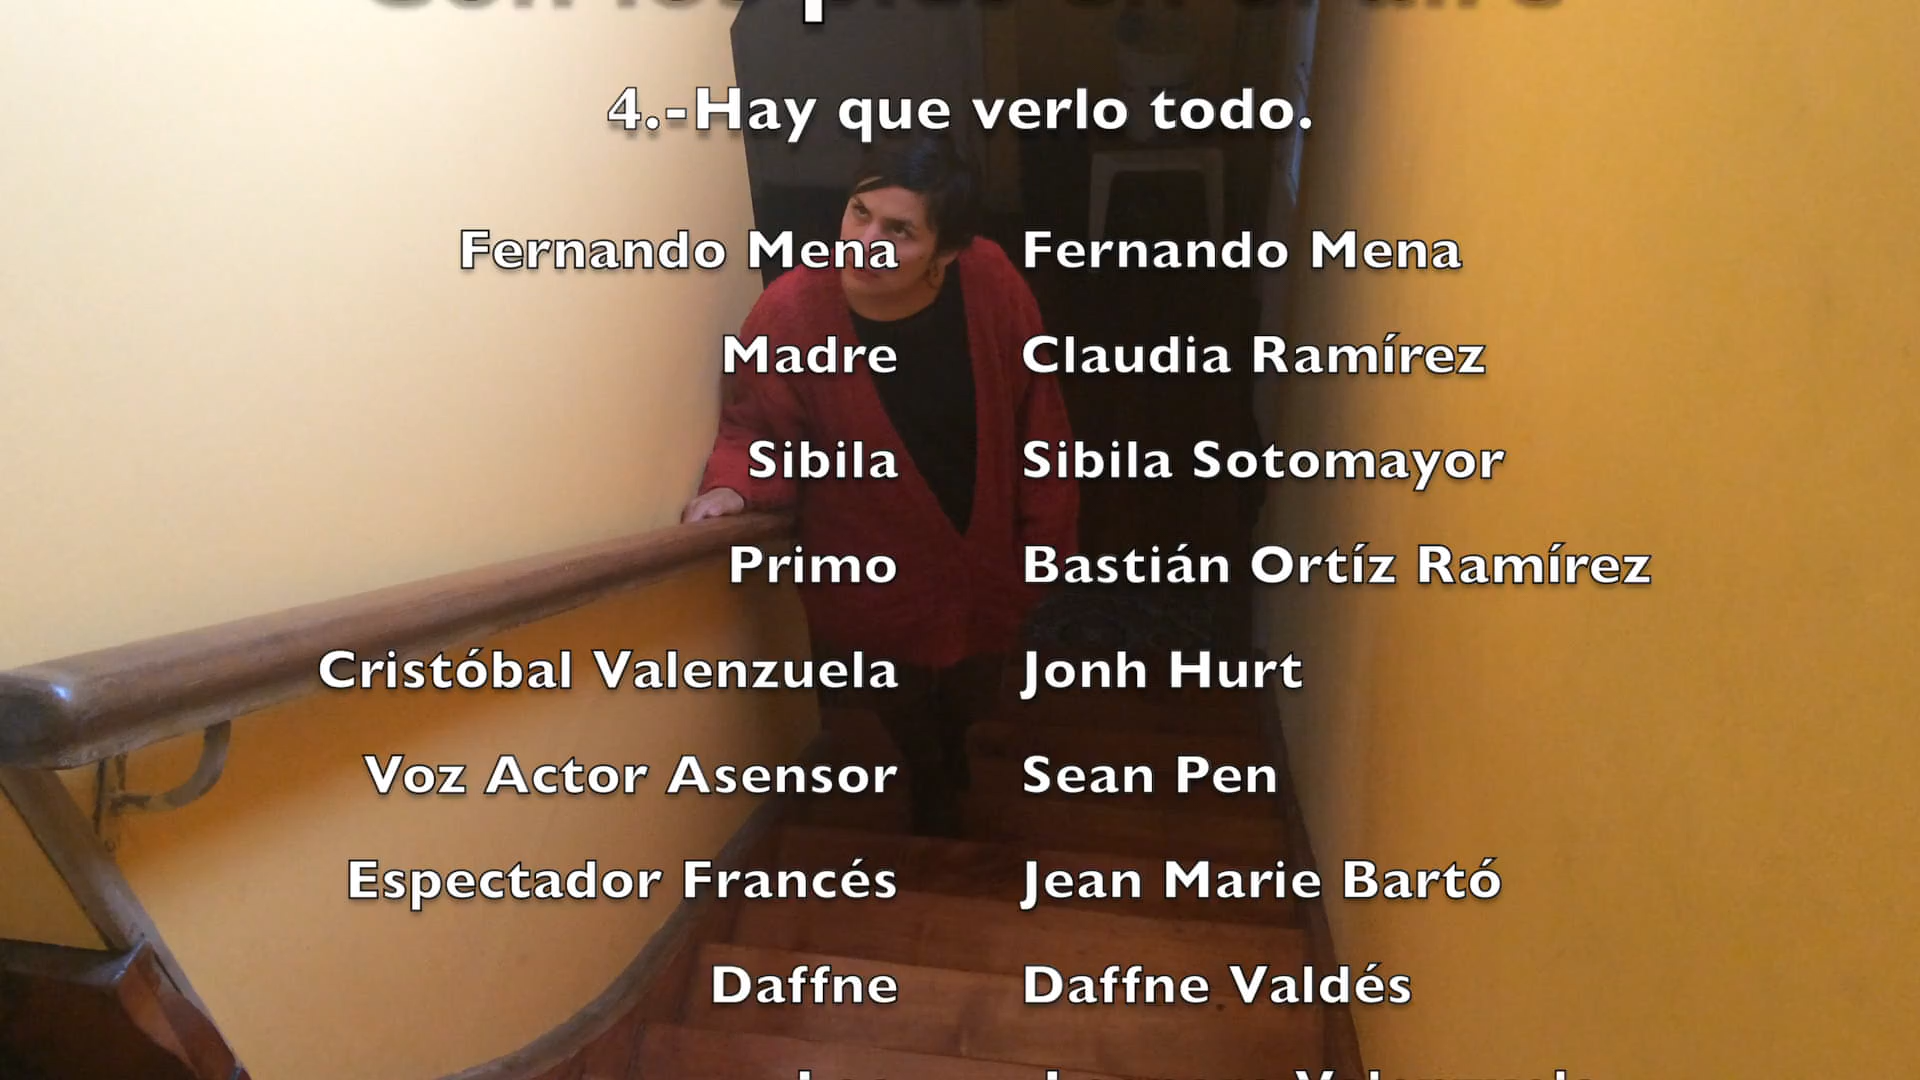 4.-Hay que verlo todo.
Fernando Mena Fernando Mena
Madre Claudia Ramírez
Sibila Sibila Sotomayor
Primo Bastián Ortíz Ramírez
Cristóbal Valenzuela Jonh Hurt
Voz Actor Asensor Sean Pen
Espectador Francés Jean Marie Bartó
Daffne Daffne Valdés